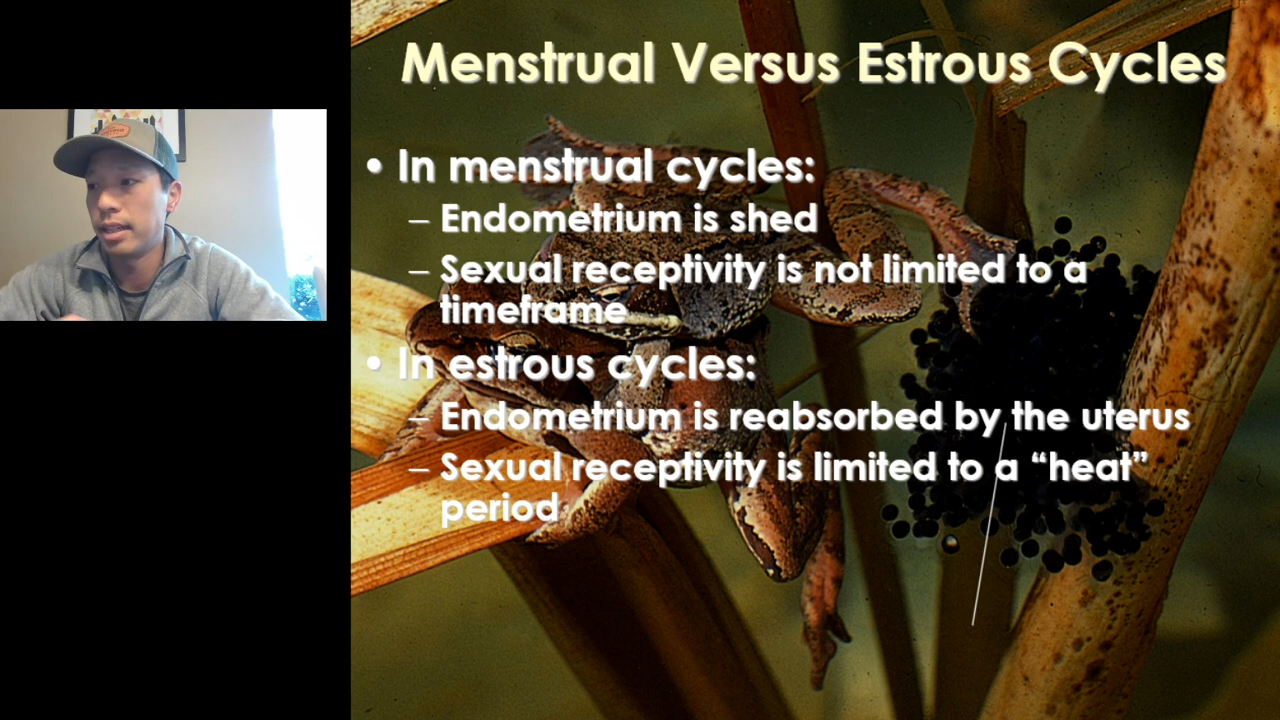 Menstrual Versus Estrous Cycles
• In menstrual cycles:
– Endometrium is shed
– Sexual receptivity is not limited to a
timeframe
• In estrous cycles:
– Endometrium is reabsorbed by the uterus
– Sexual receptivity is limited to a “heat”
period